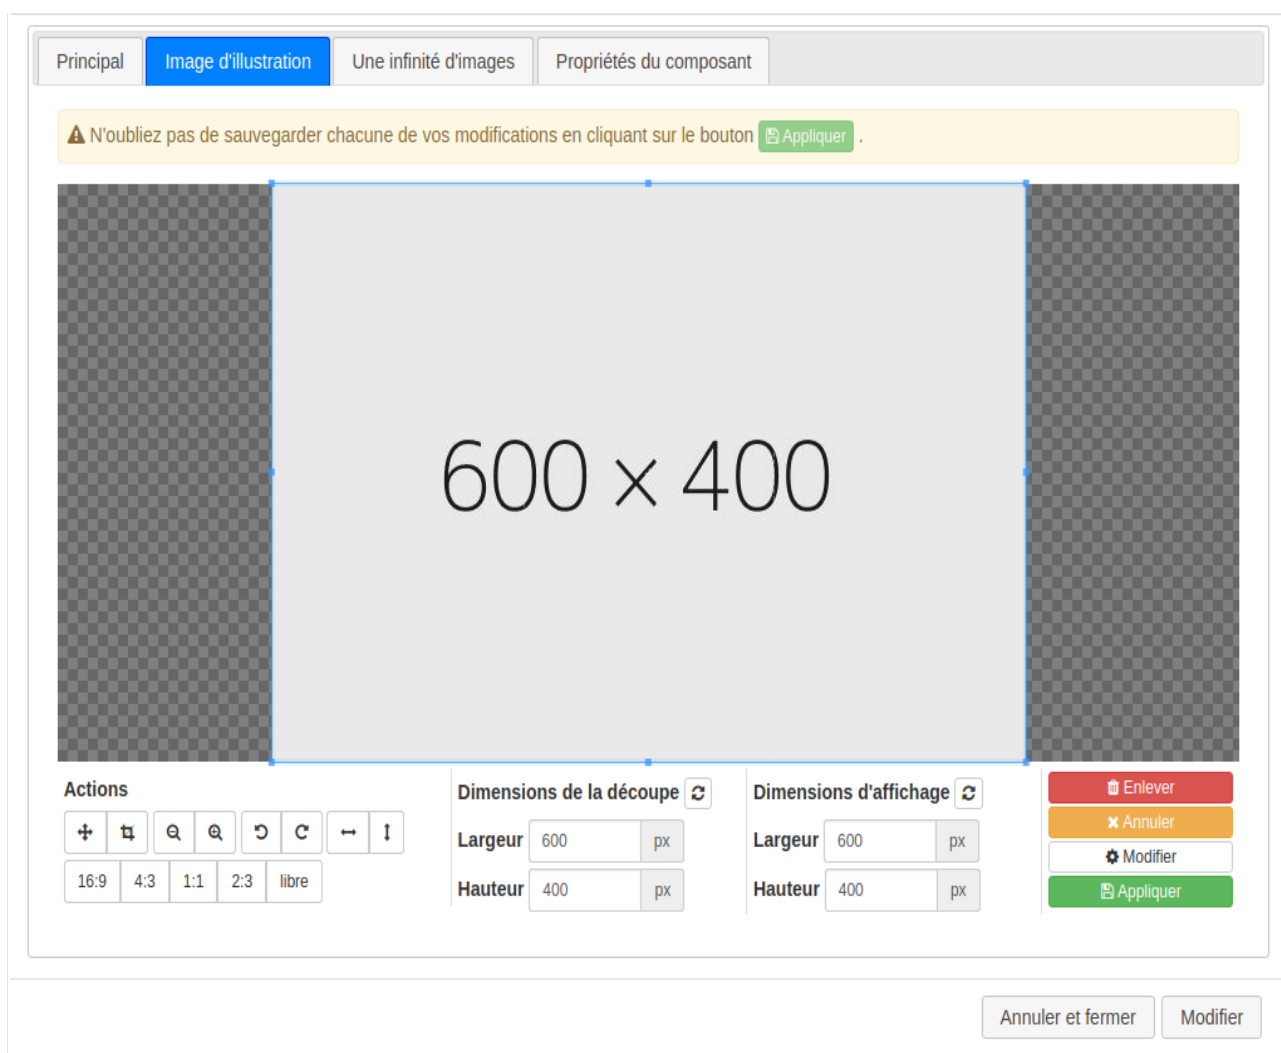 Principal Image d'illustration Une infinité d'images Propriétés du composant
N'oubliez pas de sauvegarder chacune de vos modifications en cliquant sur le bouton Appliquer .
600 × 400
Actions
16:9 4:3 1:1 2:3 libre
Dimensions de la découpe
Largeur 600 px
Hauteur 400 px
Dimensions d'affichage
Largeur 600 px
Hauteur 400 px
Enlever
Annuler
Modifier
Appliquer
Annuler et fermer Modifier